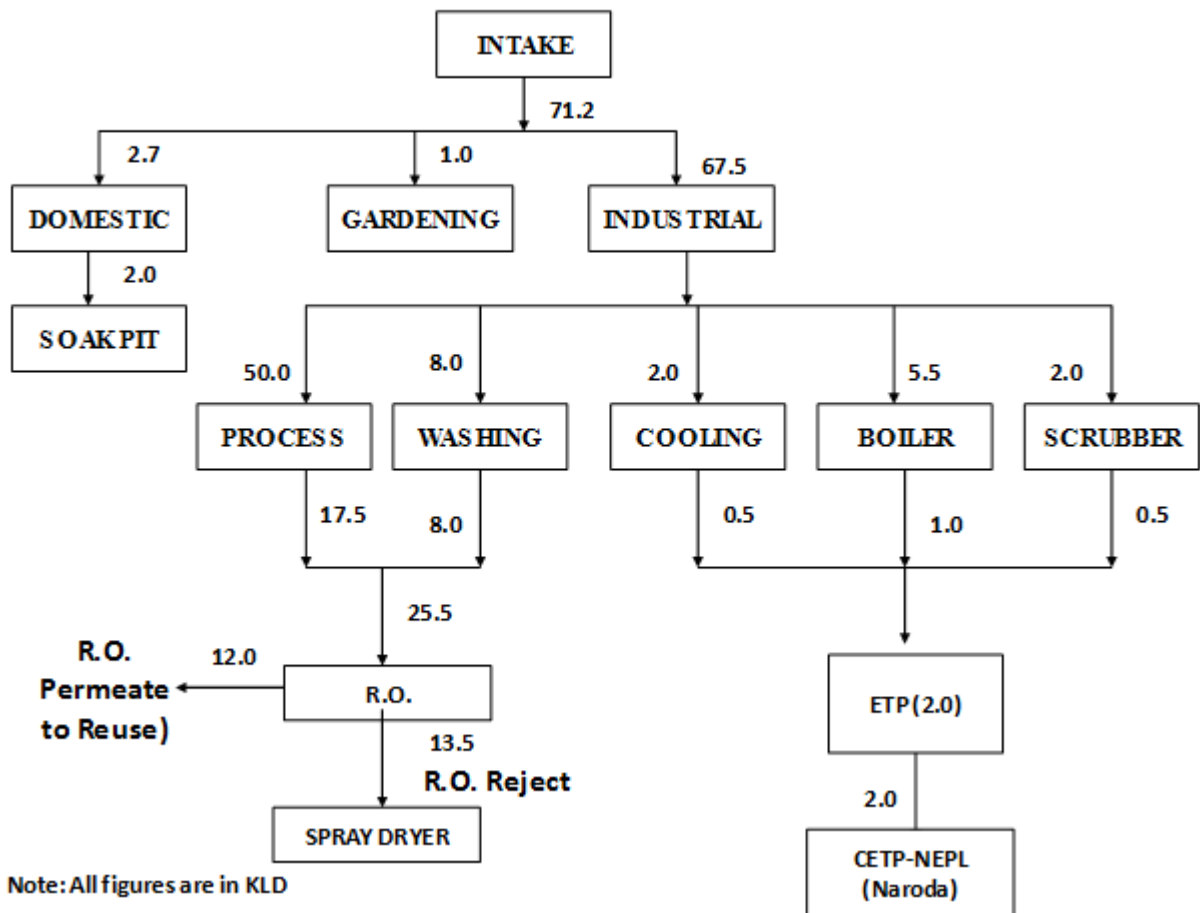 INTAKE
71.2
2.7
1.0
67.5
DOMESTIC
GARDENING
INDUSTRIAL
2.0
SOAK PIT
50.0
8.0
2.0
5.5
2.0
PROCESS
WASHING
COOLING
BOILER
SCRUBBER
17.5
8.0
0.5
1.0
0.5
25.5
R.O.
Permeate
to Reuse)
12.0
R.O.
ETP (2.0)
13.5
R.O. Reject
2.0
SPRAY DRYER
CETP-NEPL
(Naroda)
Note: All figures are in KLD